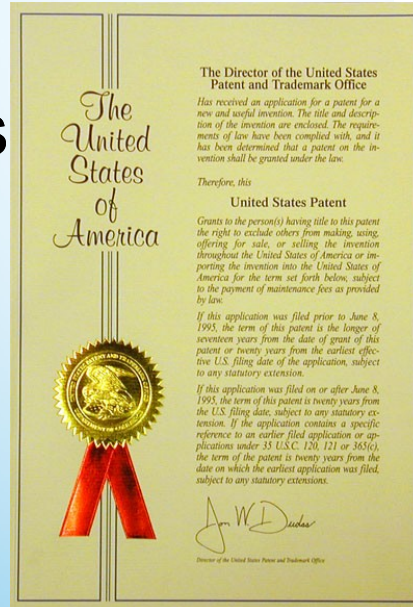 s
The
United
States
of
America
The Director of the United States
Patent and Trademark Office
Has received an application for a patent for a
new and useful invention. The title and descrip-
tion of the invention are enclosed. The require-
ments of law have been complied with, and it
has been determined that a patent on the in-
vention shall be granted under the law.
Therefore, this
United States Patent
Grants to the person(s) having title to this patent
the right to exclude others from making, using,
offering for sale, or selling the invention
throughout the United States of America or im-
porting the invention into the United States of
America for the term set forth below, subject
to the payment of maintenance fees as provided
by law.
If this application was filed prior to June 8,
1995, the term of this patent is the longer of
seventeen years from the date of grant of this
patent or twenty years from the earliest effec-
tive U.S. filing date of the application, subject
to any statutory extension.
If this application was filed on or after June 8,
1995, the term of this patent is twenty years from
the U.S. filing date, subject to any statutory ex-
tension. If the application contains a specific
reference to an earlier filed application or ap-
plications under 35 U.S.C. 120, 121 or 365(c),
the term of the patent is twenty years from the
date on which the earliest application was filed,
subject to any statutory extensions.
Jon W Dudas
Director of the United States Patent and Trademark Office